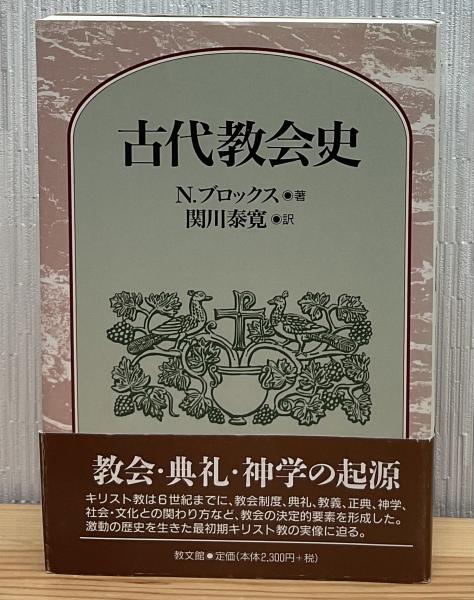 古代教会史
N.ブロックス◉著
関川泰寛◉訳
教会・典礼・神学の起源
キリスト教は6世紀までに、教会制度、典礼、教義、正典、神学、
社会・文化との関わり方など、教会の決定的要素を形成した。
激動の歴史を生きた最初期キリスト教の実像に迫る。
教文館●定価(本体2,300円+税)